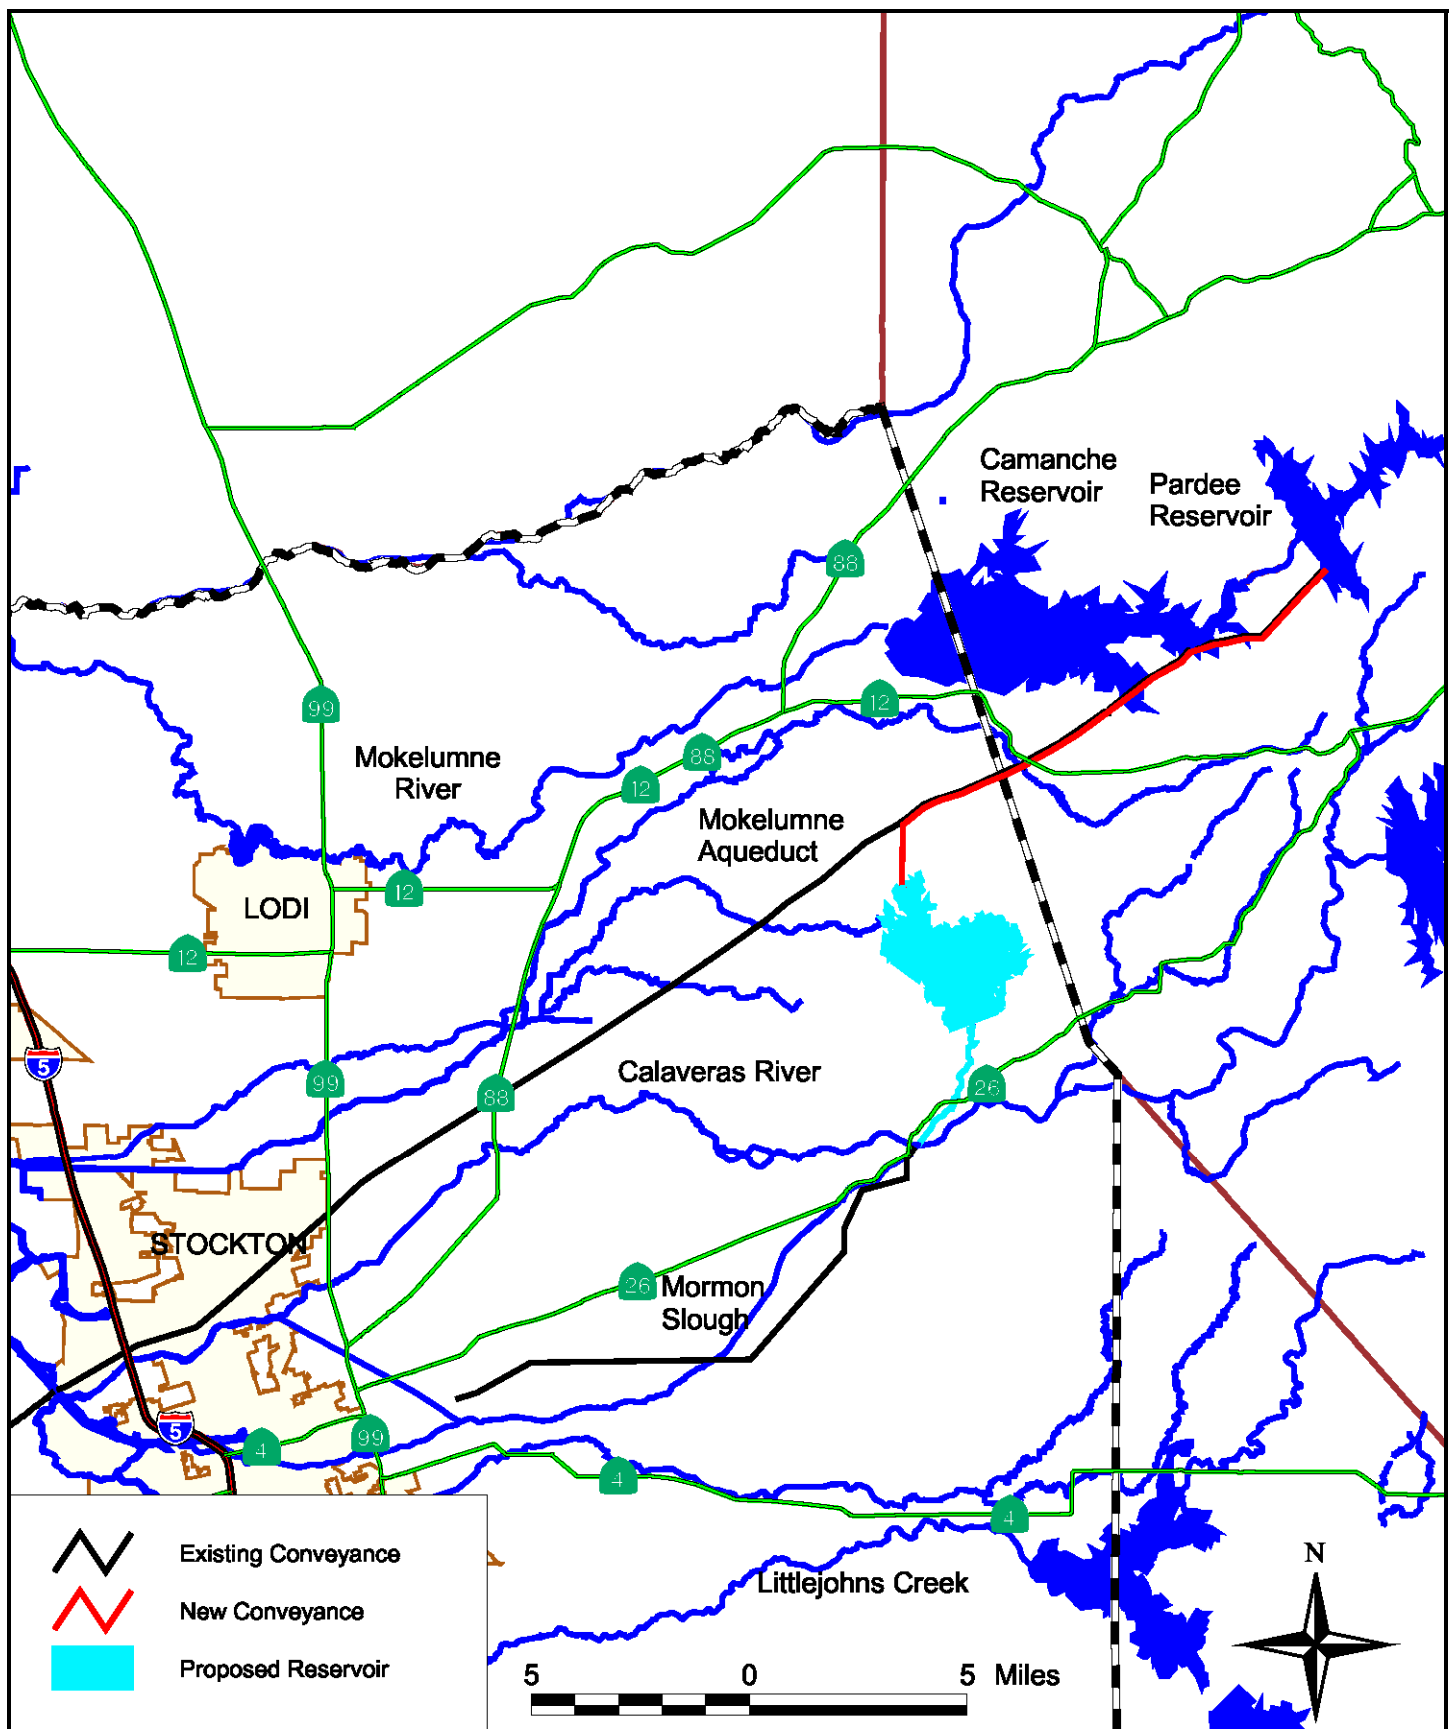 Camanche
Reservoir
Pardee
Reservoir
88
99
12
Mokelumne
River
88
12
Mokelumne
Aqueduct
12
LODI
12
5
99
Calaveras River
88
26
STOCKTON
26
Mormon
Slough
5
4
99
4
4
Existing Conveyance
New Conveyance
Proposed Reservoir
Littlejohns Creek
N
5 0 5 Miles